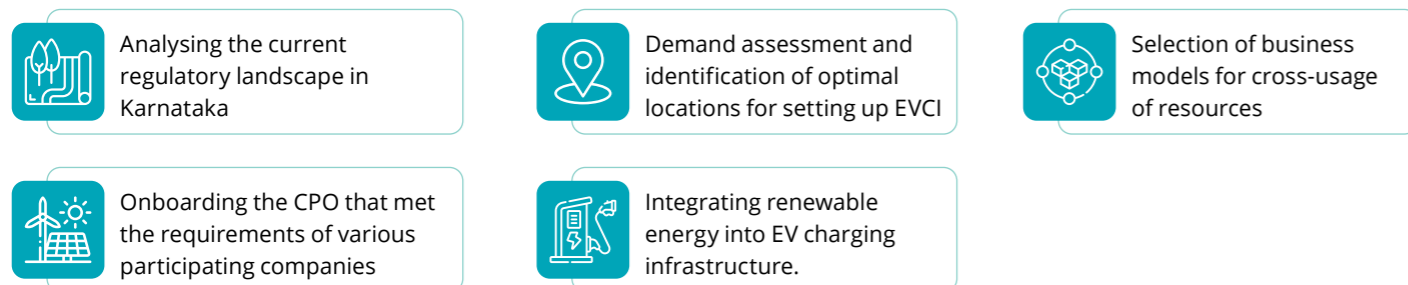 Analysing the current
regulatory landscape in
Karnataka
Demand assessment and
identification of optimal
locations for setting up EVCI
Selection of business
models for cross-usage
of resources
Onboarding the CPO that met
the requirements of various
participating companies
Integrating renewable
energy into EV charging
infrastructure.